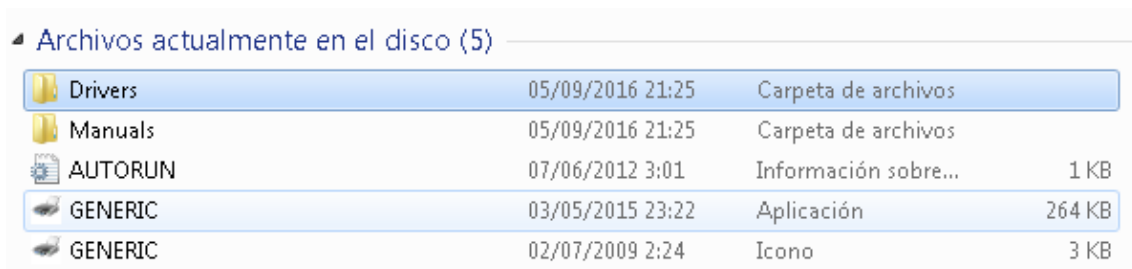 Archivos actualmente en el disco (5)
Drivers 05/09/2016 21:25 Carpeta de archivos
Manuals 05/09/2016 21:25 Carpeta de archivos
AUTORUN 07/06/2012 3:01 Información sobre... 1 KB
GENERIC 03/05/2015 23:22 Aplicación 264 KB
GENERIC 02/07/2009 2:24 Icono 3 KB